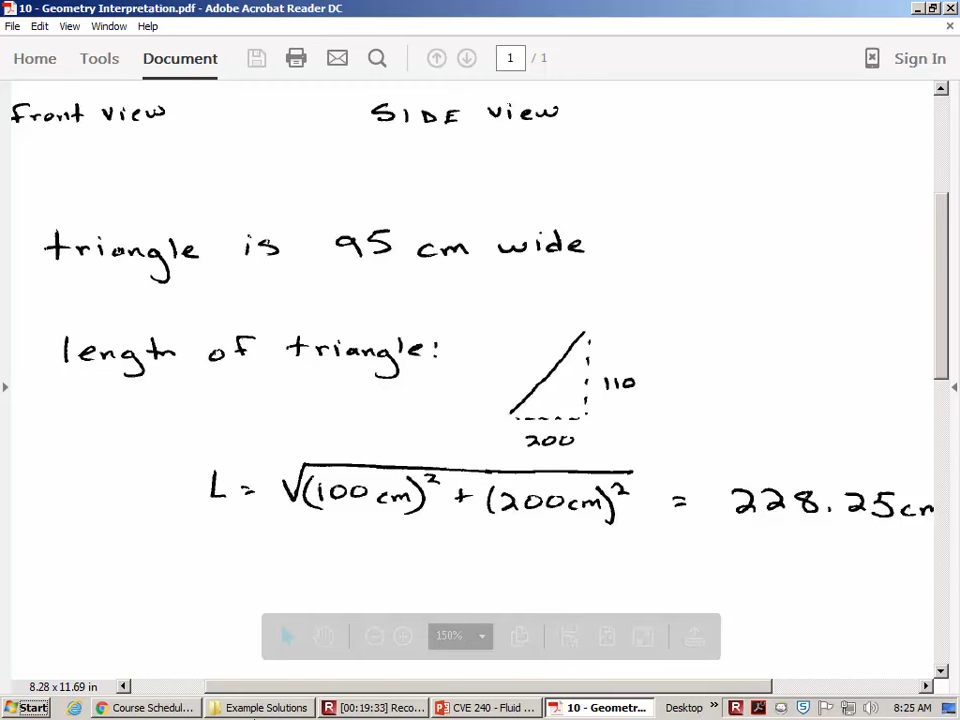 10 - Geometry Interpretation.pdf - Adobe Acrobat Reader DC
File Edit View Window Help
Home Tools Document 1 / 1 Sign In
Front view SIDE view
triangle is 95 cm wide
length of triangle:
110
200
L = √(100cm)² + (200cm)² = 228.25cm
150%
8.28 x 11.69 in
Start Course Schedul... Example Solutions [00:19:33] Reco... CVE 240 - Fluid ... 10 - Geometr... Desktop » 8:25 AM